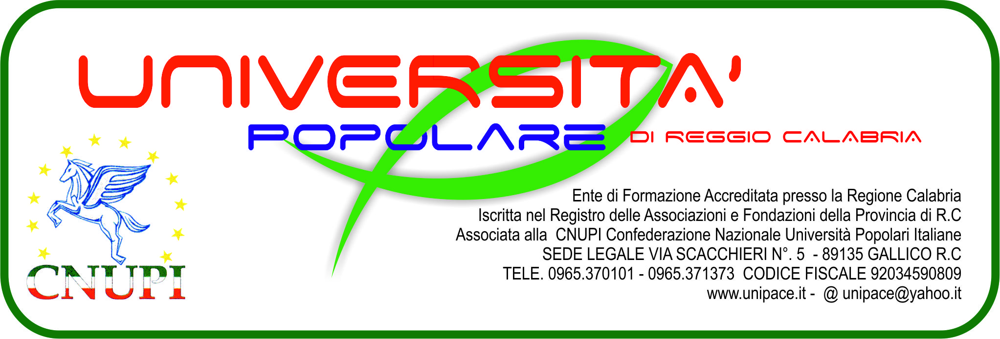 UNIVERSITA'
POPOLARE DI REGGIO CALABRIA
Ente di Formazione Accreditata presso la Regione Calabria
Iscritta nel Registro delle Associazioni e Fondazioni della Provincia di R.C
Associata alla CNUPI Confederazione Nazionale Università Popolari Italiane
SEDE LEGALE VIA SCACCHIERI N°. 5 - 89135 GALLICO R.C
TELE. 0965.370101 - 0965.371373 CODICE FISCALE 92034590809
www.unipace.it - @ unipace@yahoo.it
CNUPI